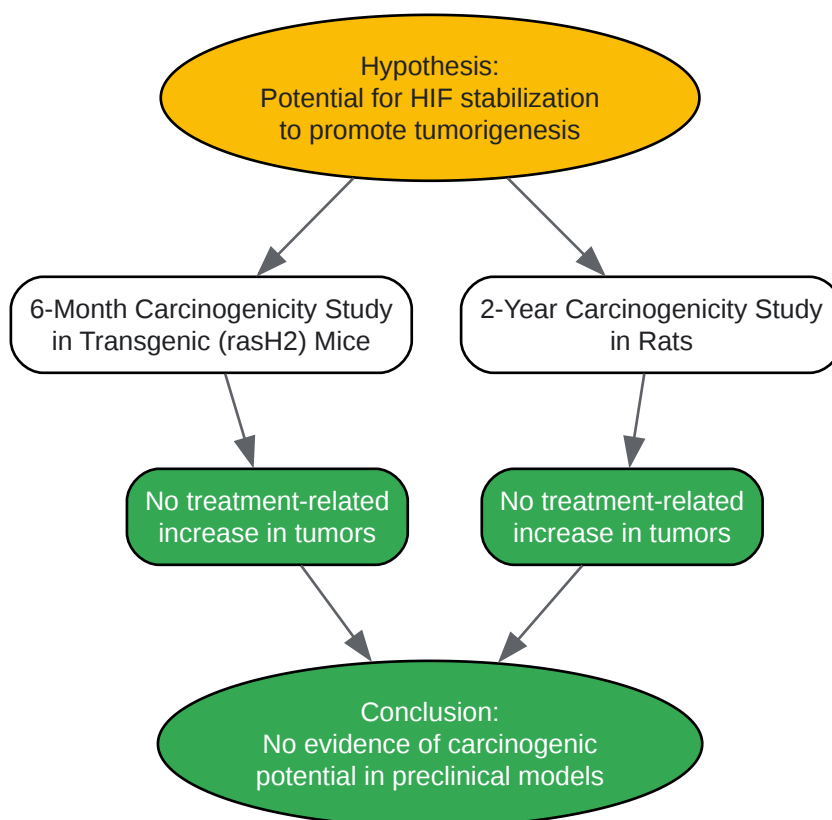 Hypothesis:
Potential for HIF stabilization
to promote tumorigenesis
6-Month Carcinogenicity Study
in Transgenic (rasH2) Mice
2-Year Carcinogenicity Study
in Rats
No treatment-related
increase in tumors
No treatment-related
increase in tumors
Conclusion:
No evidence of carcinogenic
potential in preclinical models